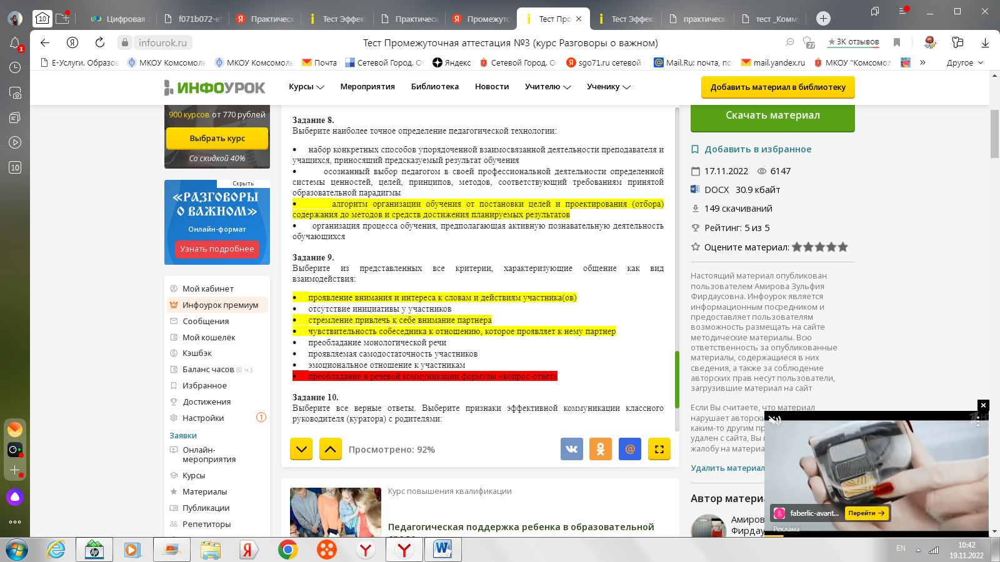 10
Цифровая з
f071b072-ef
Практическ
Тест Эффект
Практическ
Промежуто
Тест Про
Тест Эффек
практическ
тест _Комму
infourok.ru
Тест Промежуточная аттестация №3 (курс Разговоры о важном)
27
3K отзывов
Е-Услуги. Образов
МКОУ Комсомоль
МКОУ Комсомоль
Почта
Сетевой Город. Об
Яндекс
Сетевой Город. Об
sgo71.ru сетевой г
Mail.Ru: почта, по
mail.yandex.ru
МКОУ "Комсомол
»
Другое
1
10
ИНФОУРОК
Курсы
Мероприятия
Библиотека
Новости
Учителю
Ученику
Добавить материал в библиотеку
900 курсов от 770 рублей
Выбрать курс
Со скидкой 40%
Скрыть
«РАЗГОВОРЫ
О ВАЖНОМ»
Онлайн-формат
Узнать подробнее
Мой кабинет
Инфоурок премиум
Сообщения
Мой кошелёк
Кэшбэк
Баланс часов (0 ч.)
Избранное
Достижения
Настройки
1
Заявки
Онлайн-
мероприятия
Курсы
Материалы
Публикации
Репетиторы
Задание 8.
Выберите наиболее точное определение педагогической технологии:
• набор конкретных способов упорядоченной взаимосвязанной деятельности преподавателя и
учащихся, приносящий предсказуемый результат обучения
• осознанный выбор педагогом в своей профессиональной деятельности определенной
системы ценностей, целей, принципов, методов, соответствующий требованиям принятой
образовательной парадигмы
• алгоритм организации обучения от постановки целей и проектирования (отбора)
содержания до методов и средств достижения планируемых результатов
• организация процесса обучения, предполагающая активную познавательную деятельность
обучающихся
Задание 9.
Выберите из представленных все критерии, характеризующие общение как вид
взаимодействия:
• проявление внимания и интереса к словам и действиям участника(ов)
• отсутствие инициативы у участников
• стремление привлечь к себе внимание партнера
• чувствительность собеседника к отношению, которое проявляет к нему партнер
• преобладание монологической речи
• проявляемая самодостаточность участников
• эмоциональное отношение к участникам
• преобладание в речевой коммуникации формулы «вопрос-ответ»
Задание 10.
Выберите все верные ответы. Выберите признаки эффективной коммуникации классного
руководителя (куратора) с родителями:
Просмотрено: 92%
Курс повышения квалификации
Педагогическая поддержка ребенка в образовательной
среде
Скачать материал
Добавить в избранное
17.11.2022 6147
DOCX 30.9 кбайт
149 скачиваний
Рейтинг: 5 из 5
Оцените материал:
Настоящий материал опубликован
пользователем Амирова Зульфия
Фирдаусовна. Инфоурок является
информационным посредником и
предоставляет пользователям
возможность размещать на сайте
методические материалы. Всю
ответственность за опубликованные
материалы, содержащиеся в них
сведения, а также за соблюдение
авторских прав несут пользователи,
загрузившие материал на сайт
Если Вы считаете, что материал
нарушает авторски
каким-то другим пр
удален с сайта, Вы
жалобу на материа
Удалить материал
Автор матери
Амиров
Фирдау
faberlic-avant...
Перейти
Реклама
EN
10:42
19.11.2022